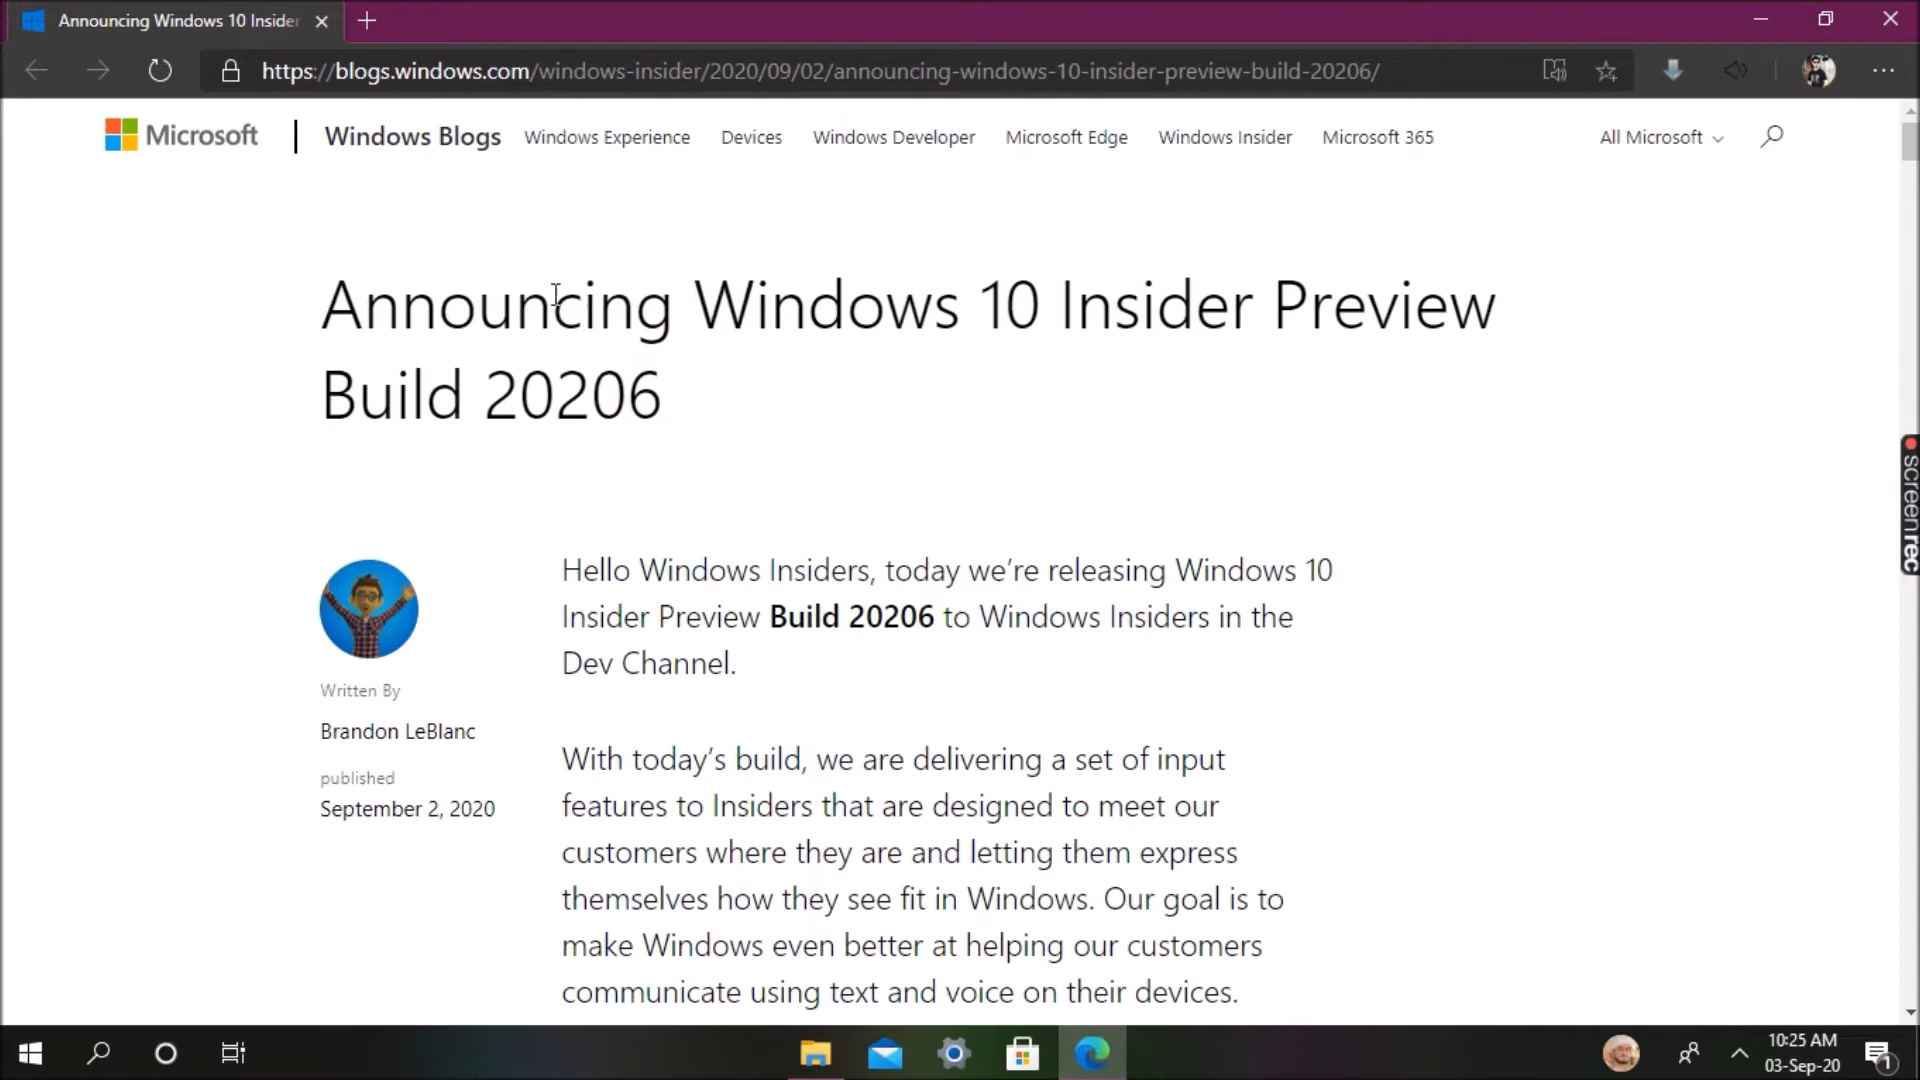 Announcing Windows 10 Insider
https://blogs.windows.com/windows-insider/2020/09/02/announcing-windows-10-insider-preview-build-20206/
Microsoft | Windows Blogs Windows Experience Devices Windows Developer Microsoft Edge Windows Insider Microsoft 365 All Microsoft
Announcing Windows 10 Insider Preview
Build 20206
Hello Windows Insiders, today we're releasing Windows 10
Insider Preview Build 20206 to Windows Insiders in the
Dev Channel.
Written By
Brandon LeBlanc
published
September 2, 2020
With today's build, we are delivering a set of input
features to Insiders that are designed to meet our
customers where they are and letting them express
themselves how they see fit in Windows. Our goal is to
make Windows even better at helping our customers
communicate using text and voice on their devices.
screenrec
10:25 AM
03-Sep-20
1